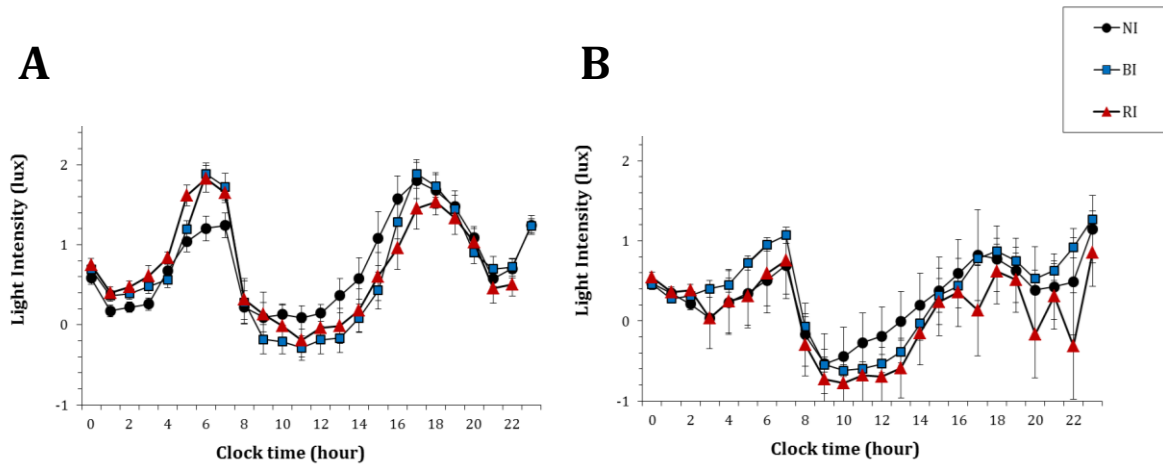 A
B
NI
BI
RI
Light Intensity (lux)
2
1
0
-1
0 2 4 6 8 10 12 14 16 18 20 22
Clock time (hour)
Light Intensity (lux)
2
1
0
-1
0 2 4 6 8 10 12 14 16 18 20 22
Clock time (hour)